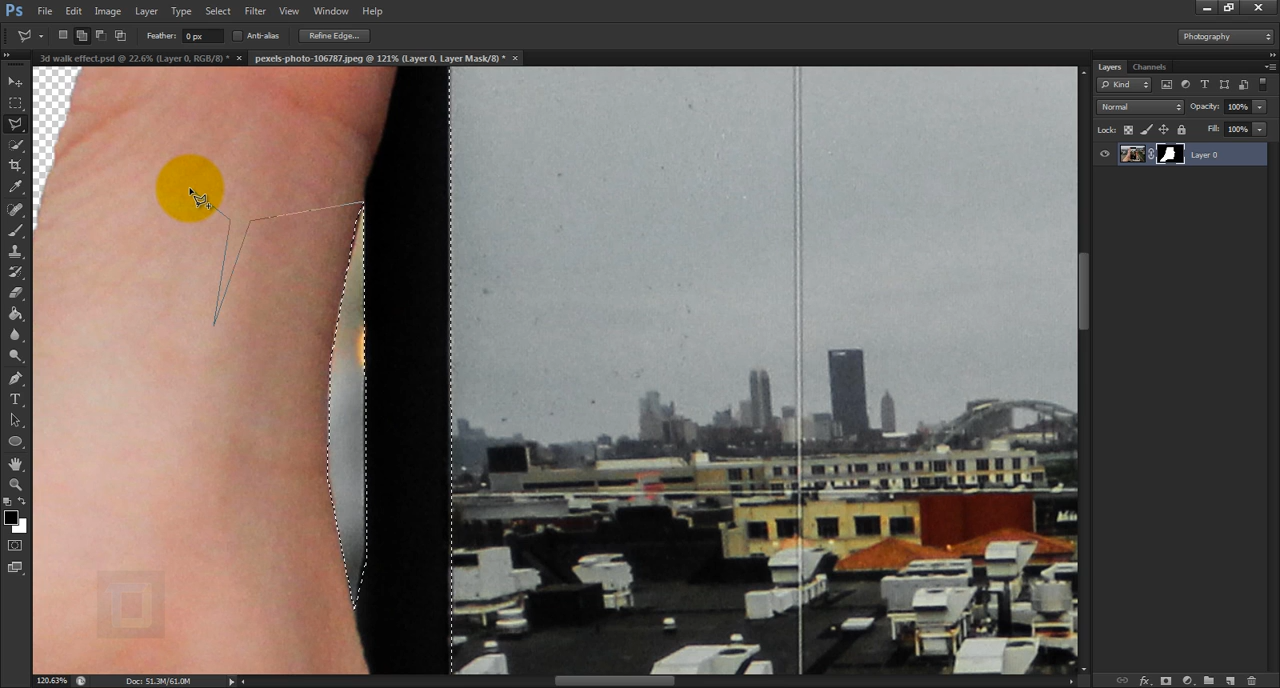 Ps File Edit Image Layer Type Select Filter View Window Help
Feather: 0 px Anti-alias Refine Edge... Photography
3d walk effect.psd @ 22.6% (Layer 0, RGB/8) * × pexels-photo-106787.jpeg @ 121% (Layer 0, Layer Mask/8) * ×
Layers Channels
Kind
Normal Opacity: 100%
Lock: Fill: 100%
Layer 0
120.63% Doc: 51.3M/61.0M fx